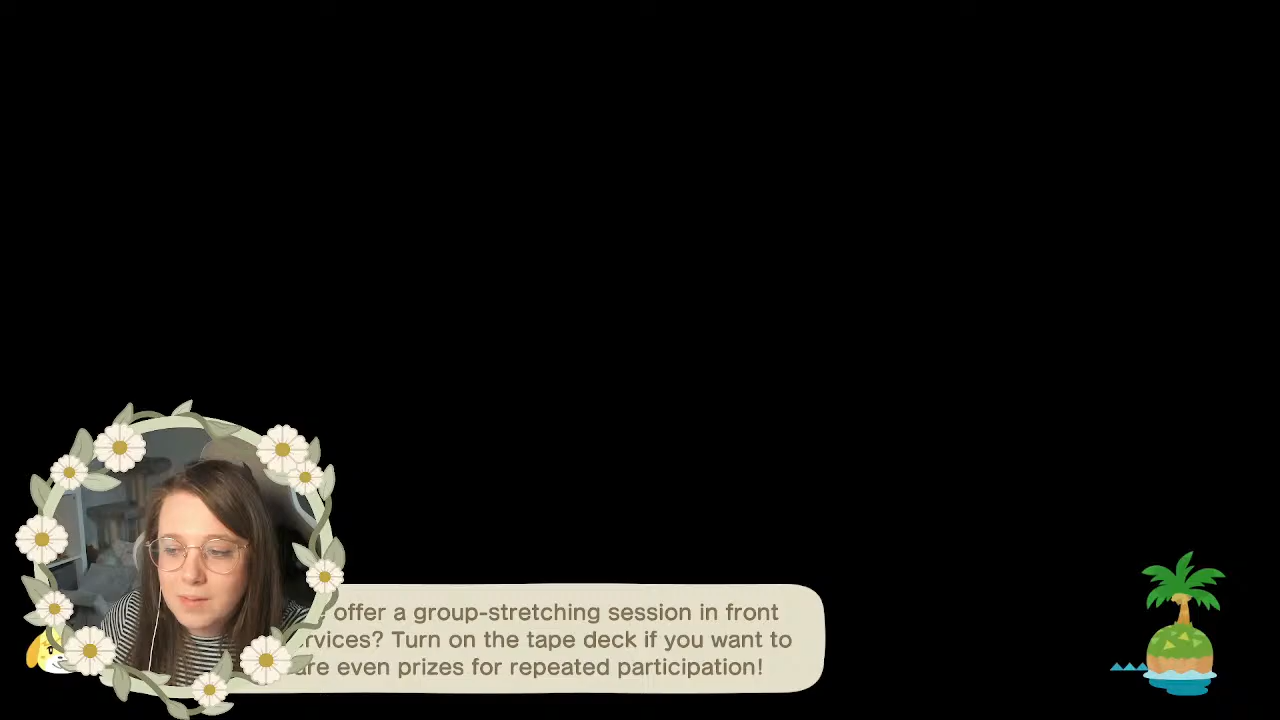 offer a group-stretching session in front
rvices? Turn on the tape deck if you want to
are even prizes for repeated participation!